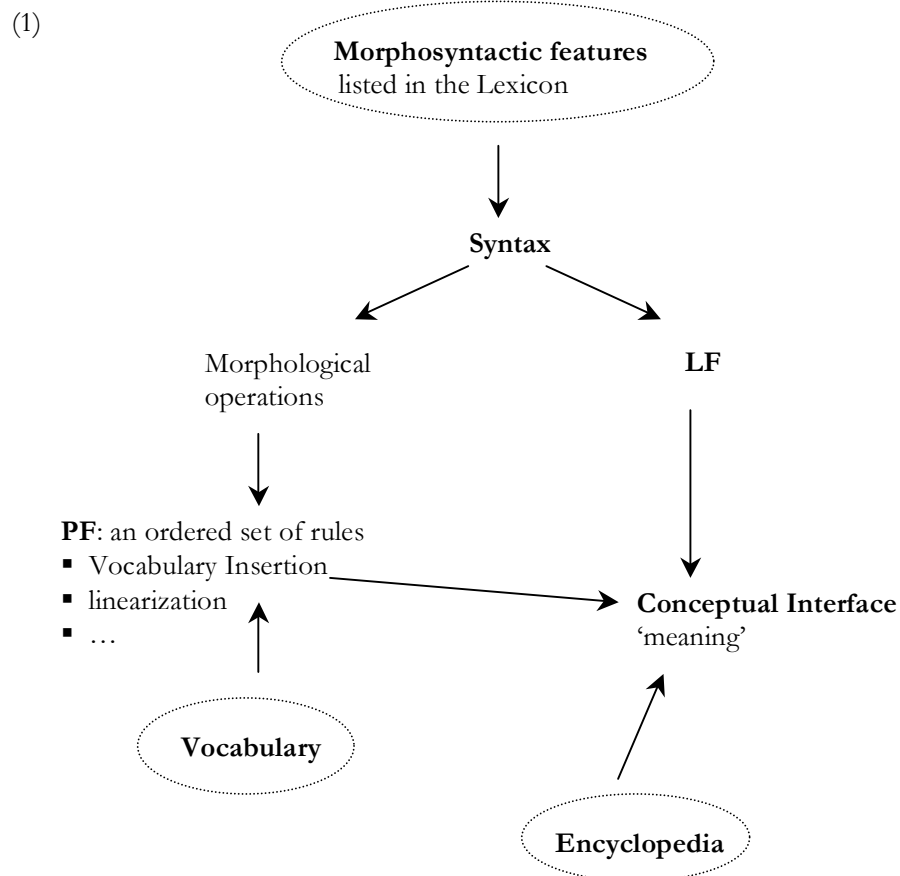 (1)
Morphosyntactic features
listed in the Lexicon
Syntax
Morphological
operations
LF
PF: an ordered set of rules
▪ Vocabulary Insertion
▪ linearization
▪ …
Conceptual Interface
‘meaning’
Vocabulary
Encyclopedia